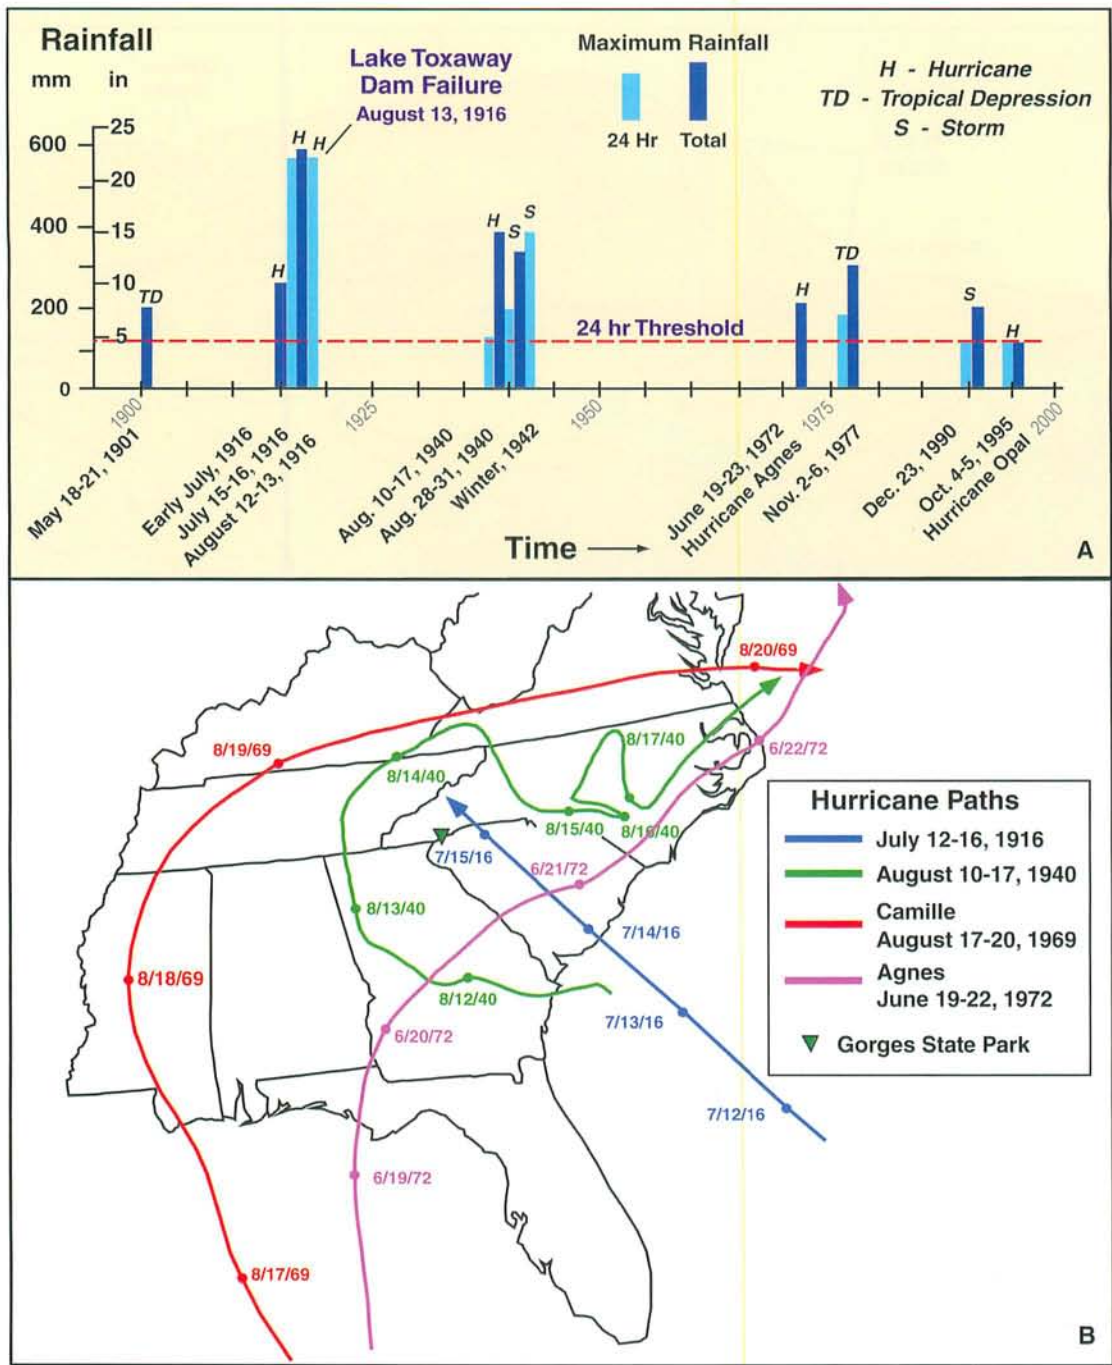 Rainfall
mm in
Lake Toxaway
Dam Failure
August 13, 1916
Maximum Rainfall
24 Hr Total
H - Hurricane
TD - Tropical Depression
S - Storm
600
400
200
0
25
20
15
10
5
TD
H
H
H
H
S
S
H
TD
S
H
24 hr Threshold
1900
1925
1950
1975
2000
May 18-21, 1901
Early July, 1916
July 15-16, 1916
August 12-13, 1916
Aug. 10-17, 1940
Aug. 28-31, 1940
Winter, 1942
June 19-23, 1972
Hurricane Agnes
Nov. 2-6, 1977
Dec. 23, 1990
Oct. 4-5, 1995
Hurricane Opal
Time
A
8/20/69
8/19/69
8/17/40
6/22/72
8/14/40
8/15/40
8/16/40
7/15/16
6/21/72
8/13/40
7/14/16
8/18/69
8/12/40
7/13/16
6/20/72
7/12/16
6/19/72
8/17/69
Hurricane Paths
July 12-16, 1916
August 10-17, 1940
Camille
August 17-20, 1969
Agnes
June 19-22, 1972
Gorges State Park
B